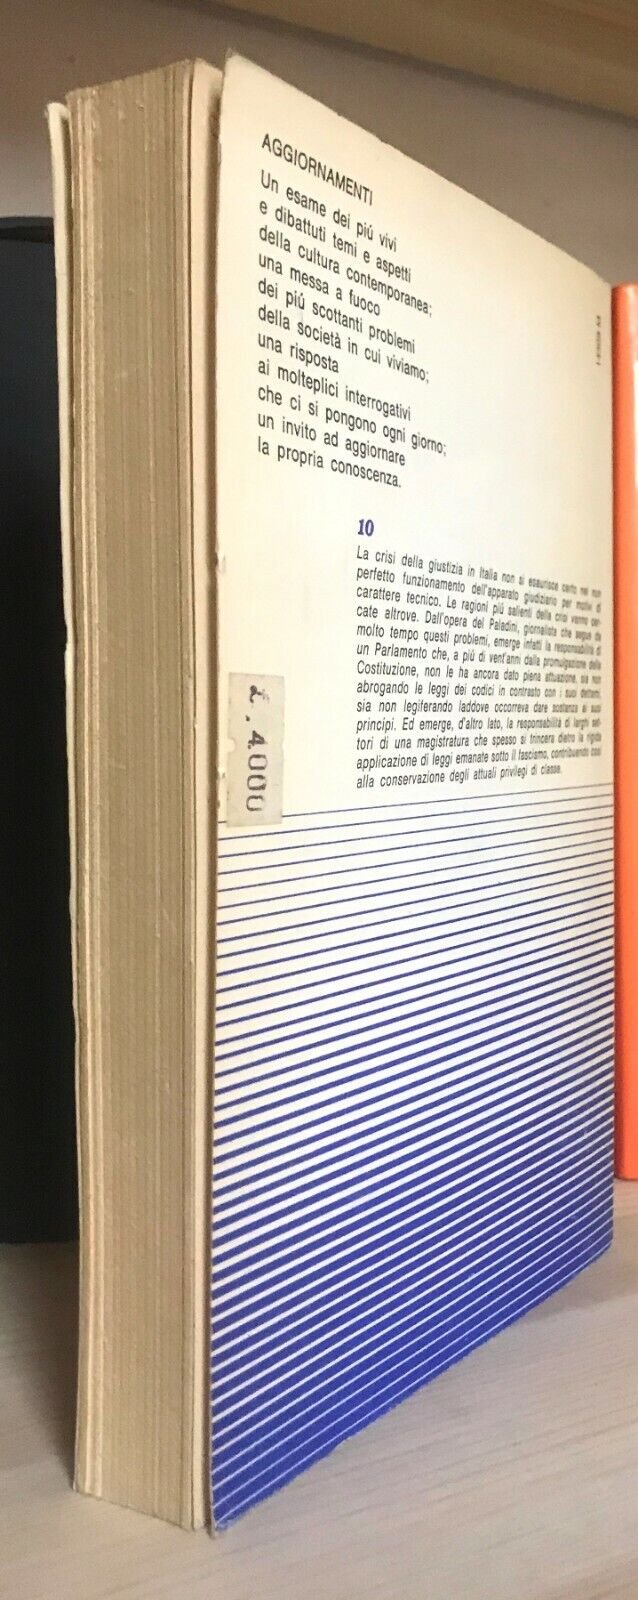 AGGIORNAMENTI
Un esame dei piú vivi
e dibattuti temi e aspetti
della cultura contemporanea;
una messa a fuoco
dei piú scottanti problemi
della società in cui viviamo;
una risposta
ai molteplici interrogativi
che ci si pongono ogni giorno;
un invito ad aggiornare
la propria conoscenza.
10
La crisi della giustizia in Italia non si esaurisce certo nel non
perfetto funzionamento dell'apparato giudiziario per motivi di
carattere tecnico. Le ragioni piú salienti della crisi vanno cer-
cate altrove. Dall'opera del Paladini, giornalista che segue da
molto tempo questi problemi, emerge infatti la responsabilità di
un Parlamento che, a piú di vent'anni dalla promulgazione della
Costituzione, non le ha ancora dato piena attuazione, sia non
abrogando le leggi dei codici in contrasto con i suoi dettami,
sia non legiferando laddove occorreva dare sostanza ai suoi
principi. Ed emerge, d'altro lato, la responsabilità di larghi set-
tori di una magistratura che spesso si trincera dietro la rigida
applicazione di leggi emanate sotto il fascismo, contribuendo cosí
alla conservazione degli attuali privilegi di classe.
£. 4000